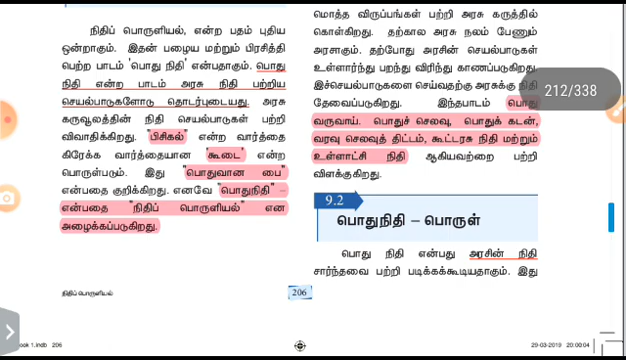 நிதிப் பொருளியல், என்ற பதம் புதிய
ஒன்றாகும். இதன் பழைய மற்றும் பிரசித்தி
பெற்ற பாடம் 'பொது நிதி' என்பதாகும். பொது
நிதி என்ற பாடம் அரசு நிதி பற்றிய
செயல்பாடுகளோடு தொடர்புடையது. அரசு
கருவூலத்தின் நிதி செயல்பாடுகள் பற்றி
விவாதிக்கிறது. "பிசிகல்" என்ற வார்த்தை
கிரேக்க வார்த்தையான 'கூடை' என்ற
பொருள்படும். இது "பொதுவான பை"
என்பதை குறிக்கிறது. எனவே "பொதுநிதி" –
என்பதை "நிதிப் பொருளியல்" என
அழைக்கப்படுகிறது.
மொத்த விருப்பங்கள் பற்றி அரசு கருத்தில்
கொள்கிறது. தற்கால அரசு நலம் பேணும்
அரசாகும். தற்போது அரசின் செயல்பாடுகள்
உள்ளார்ந்து பறந்து விரிந்து காணப்படுகிறது.
இச்செயல்பாடுகளை செய்வதற்கு அரசுக்கு நிதி
தேவைப்படுகிறது. இந்தபாடம் பொது
வருவாய். பொதுச் செலவு, பொதுக் கடன்,
வரவு செலவுத் திட்டம், கூட்டரசு நிதி மற்றும்
உள்ளாட்சி நிதி ஆகியவற்றை பற்றி
விளக்குகிறது.
212/338
9.2
பொதுநிதி – பொருள்
பொது நிதி என்பது அரசின் நிதி
சார்ந்தவை பற்றி படிக்கக்கூடியதாகும். இது
நிதிப் பொருளியல்
206
ook 1.indb 206
29-03-2019 20:00:04